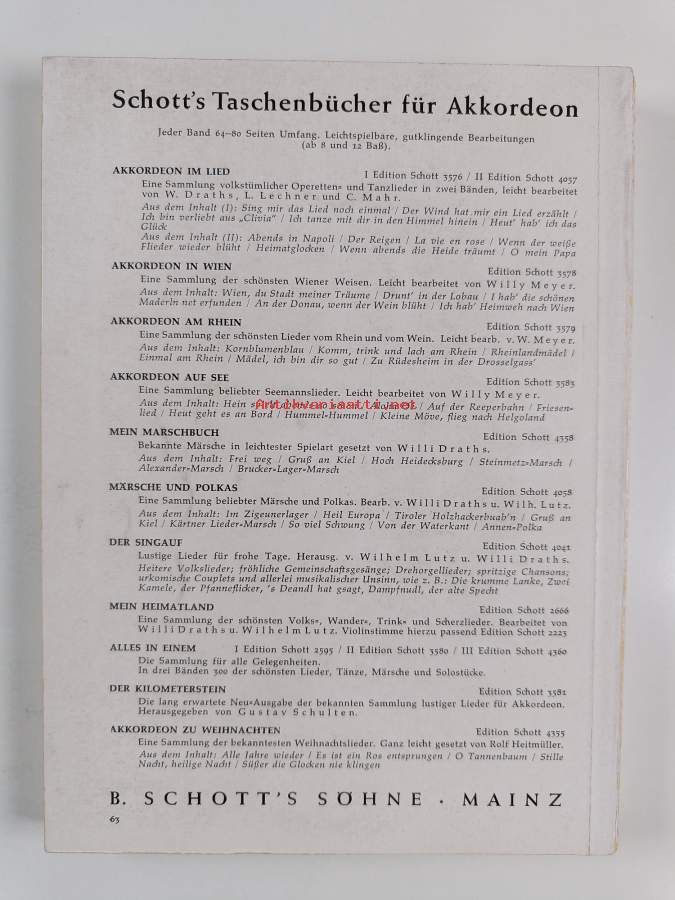 Schott's Taschenbücher für Akkordeon
Jeder Band 64-80 Seiten Umfang. Leichtspielbare, gutklingende Bearbeitungen
(ab 8 und 12 Baß).
AKKORDEON IM LIED I Edition Schott 3576 / II Edition Schott 4057
Eine Sammlung volkstümlicher Operetten- und Tanzlieder in zwei Bänden, leicht bearbeitet
von W. Draths, L. Lechner und C. Mahr.
Aus dem Inhalt (I): Sing mir das Lied noch einmal / Der Wind hat mir ein Lied erzählt /
Ich bin verliebt aus „Clivia" / Ich tanze mit dir in den Himmel hinein / Heut' hab' ich das
Glück
Aus dem Inhalt (II): Abends in Napoli / Der Reigen / La vie en rose / Wenn der weiße
Flieder wieder blüht / Heimatglocken / Wenn abends die Heide träumt / O mein Papa
AKKORDEON IN WIEN Edition Schott 3578
Eine Sammlung der schönsten Wiener Weisen. Leicht bearbeitet von Willy Meyer.
Aus dem Inhalt: Wien, du Stadt meiner Träume / Drunt' in der Lobau / I hab' die schönen
Maderln net erfunden / An der Donau, wenn der Wein blüht / Ich hab' Heimweh nach Wien
AKKORDEON AM RHEIN Edition Schott 3579
Eine Sammlung der schönsten Lieder vom Rhein und vom Wein. Leicht bearb. v. W. Meyer.
Aus dem Inhalt: Kornblumenblau / Komm, trink und lach am Rhein / Rheinlandmädel /
Einmal am Rhein / Mädel, ich bin dir so gut / Zu Rüdesheim in der Drosselgass'
AKKORDEON AUF SEE Edition Schott 3583
Eine Sammlung beliebter Seemannslieder. Leicht bearbeitet von Willy Meyer.
Aus dem Inhalt: Hein / Auf der Reeperbahn / Friesen-
lied / Heut geht es an Bord / Hummel-Hummel / Kleine Möve, flieg nach Helgoland
MEIN MARSCHBUCH Edition Schott 4358
Bekannte Märsche in leichtester Spielart gesetzt von Willi Draths.
Aus dem Inhalt: Frei weg / Gruß an Kiel / Hoch Heidecksburg / Steinmetz-Marsch /
Alexander-Marsch / Brucker-Lager-Marsch
MÄRSCHE UND POLKAS Edition Schott 4058
Eine Sammlung beliebter Märsche und Polkas. Bearb. v. Willi Draths u. Wilh. Lutz.
Aus dem Inhalt: Im Zigeunerlager / Heil Europa / Tiroler Holzhackerbuab'n / Gruß an
Kiel / Kärtner Lieder-Marsch / So viel Schwung / Von der Waterkant / Annen-Polka
DER SINGAUF Edition Schott 4041
Lustige Lieder für frohe Tage. Herausg. v. Wilhelm Lutz u. Willi Draths.
Heitere Volkslieder; fröhliche Gemeinschaftsgesänge; Drehorgellieder; spritzige Chansons;
urkomische Couplets und allerlei musikalischer Unsinn, wie z. B.: Die krumme Lanke, Zwei
Kamele, der Pfanneflicker, 's Deandl hat gsagt, Dampfnudl, der alte Specht
MEIN HEIMATLAND Edition Schott 2666
Eine Sammlung der schönsten Volks-, Wander-, Trink- und Scherzlieder. Bearbeitet von
Willi Draths u. Wilhelm Lutz. Violinstimme hierzu passend Edition Schott 2223
ALLES IN EINEM I Edition Schott 2595 / II Edition Schott 3580 / III Edition Schott 4360
Die Sammlung für alle Gelegenheiten.
In drei Bänden 300 der schönsten Lieder, Tänze, Märsche und Solostücke.
DER KILOMETERSTEIN Edition Schott 3581
Die lang erwartete Neu-Ausgabe der bekannten Sammlung lustiger Lieder für Akkordeon.
Herausgegeben von Gustav Schulten.
AKKORDEON ZU WEIHNACHTEN Edition Schott 4355
Eine Sammlung der bekanntesten Weihnachtslieder. Ganz leicht gesetzt von Rolf Heitmüller.
Aus dem Inhalt: Alle Jahre wieder / Es ist ein Ros entsprungen / O Tannenbaum / Stille
Nacht, heilige Nacht / Süßer die Glocken nie klingen
B. SCHOTT'S SÖHNE · MAINZ
63